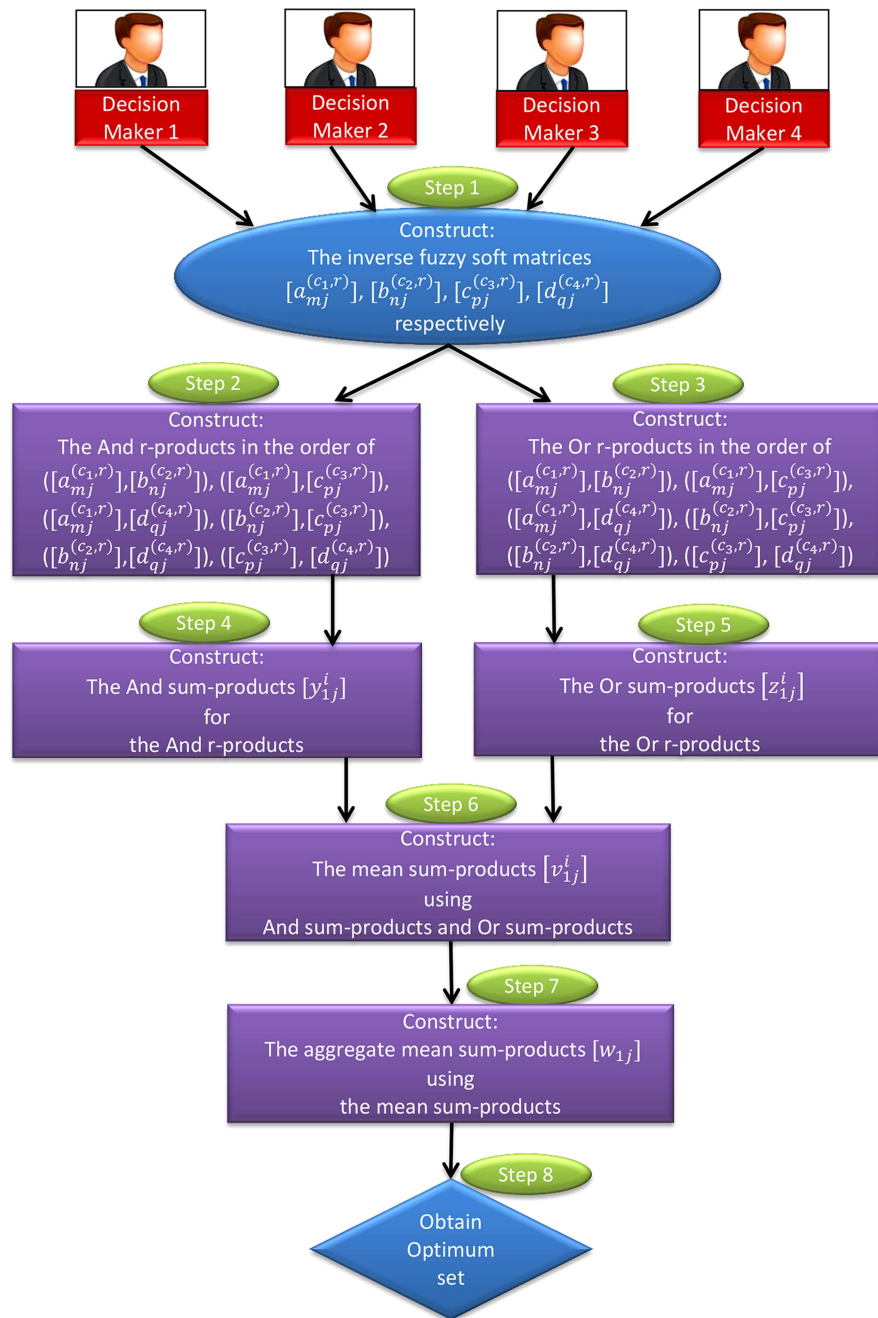 Decision
Maker 1
Decision
Maker 2
Decision
Maker 3
Decision
Maker 4
Step 1
Construct:
The inverse fuzzy soft matrices
$[a_{mj}^{(c_1,r)}], [b_{nj}^{(c_2,r)}], [c_{pj}^{(c_3,r)}], [d_{qj}^{(c_4,r)}]$
respectively
Step 2
Construct:
The And r-products in the order of
$([a_{mj}^{(c_1,r)}],[b_{nj}^{(c_2,r)}]), ([a_{mj}^{(c_1,r)}],[c_{pj}^{(c_3,r)}]),$
$([a_{mj}^{(c_1,r)}],[d_{qj}^{(c_4,r)}]), ([b_{nj}^{(c_2,r)}],[c_{pj}^{(c_3,r)}]),$
$([b_{nj}^{(c_2,r)}],[d_{qj}^{(c_4,r)}]), ([c_{pj}^{(c_3,r)}], [d_{qj}^{(c_4,r)}])$
Step 3
Construct:
The Or r-products in the order of
$([a_{mj}^{(c_1,r)}],[b_{nj}^{(c_2,r)}]), ([a_{mj}^{(c_1,r)}],[c_{pj}^{(c_3,r)}]),$
$([a_{mj}^{(c_1,r)}],[d_{qj}^{(c_4,r)}]), ([b_{nj}^{(c_2,r)}],[c_{pj}^{(c_3,r)}]),$
$([b_{nj}^{(c_2,r)}],[d_{qj}^{(c_4,r)}]), ([c_{pj}^{(c_3,r)}], [d_{qj}^{(c_4,r)}])$
Step 4
Construct:
The And sum-products $[y_{1j}^{i}]$
for
the And r-products
Step 5
Construct:
The Or sum-products $[z_{1j}^{i}]$
for
the Or r-products
Step 6
Construct:
The mean sum-products $[v_{1j}^{i}]$
using
And sum-products and Or sum-products
Step 7
Construct:
The aggregate mean sum-products $[w_{1j}]$
using
the mean sum-products
Step 8
Obtain
Optimum
set